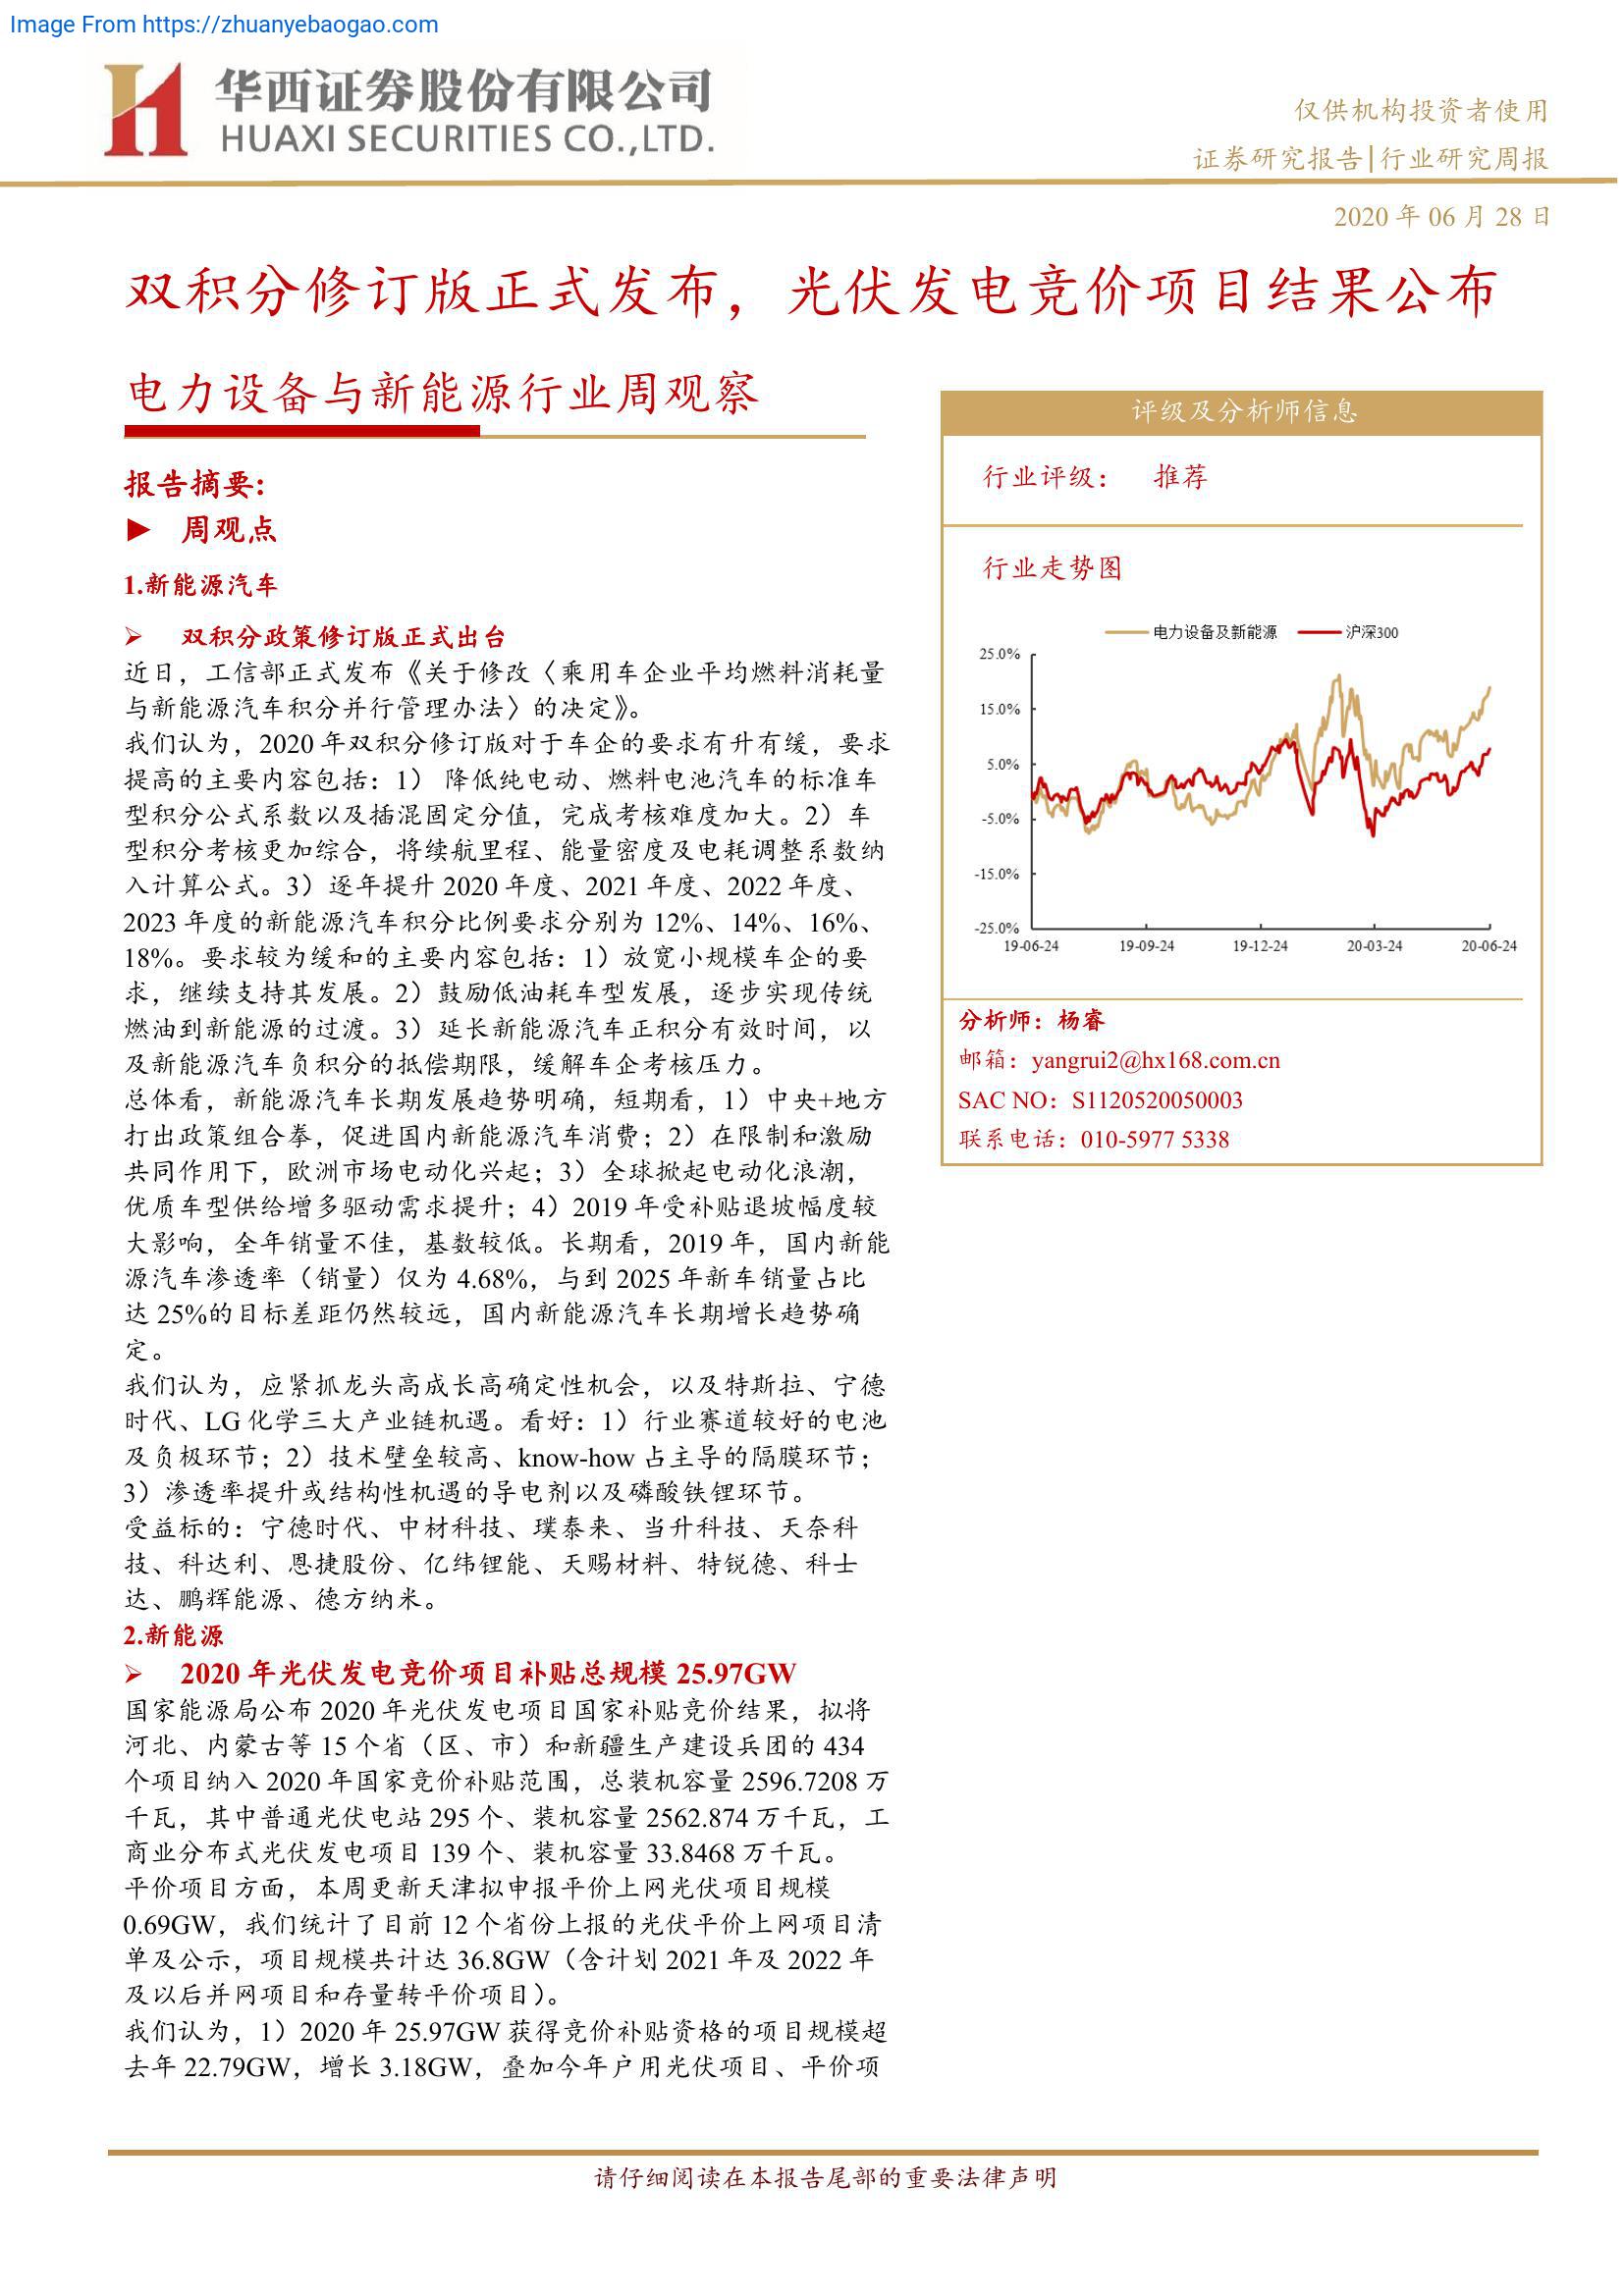 Image From https://zhuanyebaogao.com
华西证券股份有限公司
HUAXI SECURITIES CO.,LTD.
仅供机构投资者使用
证券研究报告|行业研究周报
2020 年 06 月 28 日
双积分修订版正式发布，光伏发电竞价项目结果公布
电力设备与新能源行业周观察
报告摘要:
► 周观点
1.新能源汽车
➢ 双积分政策修订版正式出台
近日，工信部正式发布《关于修改〈乘用车企业平均燃料消耗量
与新能源汽车积分并行管理办法〉的决定》。
我们认为，2020 年双积分修订版对于车企的要求有升有缓，要求
提高的主要内容包括：1） 降低纯电动、燃料电池汽车的标准车
型积分公式系数以及插混固定分值，完成考核难度加大。2）车
型积分考核更加综合，将续航里程、能量密度及电耗调整系数纳
入计算公式。3）逐年提升 2020 年度、2021 年度、2022 年度、
2023 年度的新能源汽车积分比例要求分别为 12%、14%、16%、
18%。要求较为缓和的主要内容包括：1）放宽小规模车企的要
求，继续支持其发展。2）鼓励低油耗车型发展，逐步实现传统
燃油到新能源的过渡。3）延长新能源汽车正积分有效时间，以
及新能源汽车负积分的抵偿期限，缓解车企考核压力。
总体看，新能源汽车长期发展趋势明确，短期看，1）中央+地方
打出政策组合拳，促进国内新能源汽车消费；2）在限制和激励
共同作用下，欧洲市场电动化兴起；3）全球掀起电动化浪潮，
优质车型供给增多驱动需求提升；4）2019 年受补贴退坡幅度较
大影响，全年销量不佳，基数较低。长期看，2019 年，国内新能
源汽车渗透率（销量）仅为 4.68%，与到 2025 年新车销量占比
达 25%的目标差距仍然较远，国内新能源汽车长期增长趋势确
定。
我们认为，应紧抓龙头高成长高确定性机会，以及特斯拉、宁德
时代、LG 化学三大产业链机遇。看好：1）行业赛道较好的电池
及负极环节；2）技术壁垒较高、know-how 占主导的隔膜环节；
3）渗透率提升或结构性机遇的导电剂以及磷酸铁锂环节。
受益标的：宁德时代、中材科技、璞泰来、当升科技、天奈科
技、科达利、恩捷股份、亿纬锂能、天赐材料、特锐德、科士
达、鹏辉能源、德方纳米。
2.新能源
➢ 2020 年光伏发电竞价项目补贴总规模 25.97GW
国家能源局公布 2020 年光伏发电项目国家补贴竞价结果，拟将
河北、内蒙古等 15 个省（区、市）和新疆生产建设兵团的 434
个项目纳入 2020 年国家竞价补贴范围，总装机容量 2596.7208 万
千瓦，其中普通光伏电站 295 个、装机容量 2562.874 万千瓦，工
商业分布式光伏发电项目 139 个、装机容量 33.8468 万千瓦。
平价项目方面，本周更新天津拟申报平价上网光伏项目规模
0.69GW，我们统计了目前 12 个省份上报的光伏平价上网项目清
单及公示，项目规模共计达 36.8GW（含计划 2021 年及 2022 年
及以后并网项目和存量转平价项目）。
我们认为，1）2020 年 25.97GW 获得竞价补贴资格的项目规模超
去年 22.79GW，增长 3.18GW，叠加今年户用光伏项目、平价项
评级及分析师信息
行业评级： 推荐
行业走势图
电力设备及新能源 沪深300
25.0%
15.0%
5.0%
-5.0%
-15.0%
-25.0%
19-06-24 19-09-24 19-12-24 20-03-24 20-06-24
分析师：杨睿
邮箱：yangrui2@hx168.com.cn
SAC NO：S1120520050003
联系电话：010-5977 5338
请仔细阅读在本报告尾部的重要法律声明